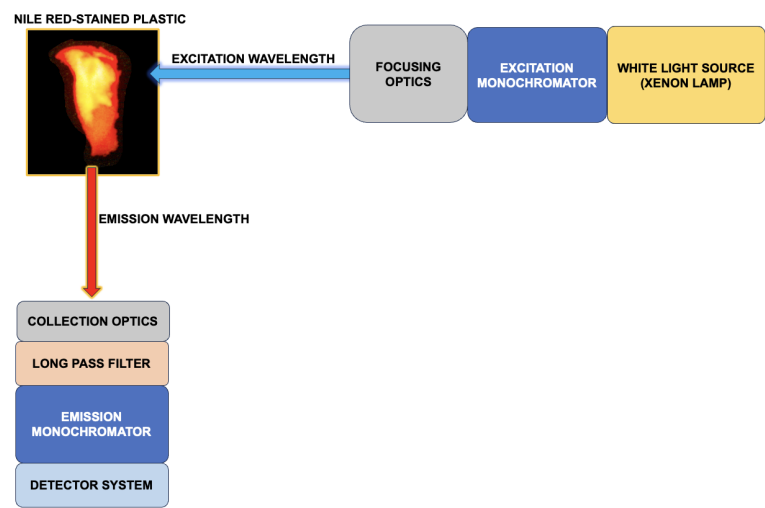 NILE RED-STAINED PLASTIC
EXCITATION WAVELENGTH
FOCUSING
OPTICS
EXCITATION
MONOCHROMATOR
WHITE LIGHT SOURCE
(XENON LAMP)
EMISSION WAVELENGTH
COLLECTION OPTICS
LONG PASS FILTER
EMISSION
MONOCHROMATOR
DETECTOR SYSTEM